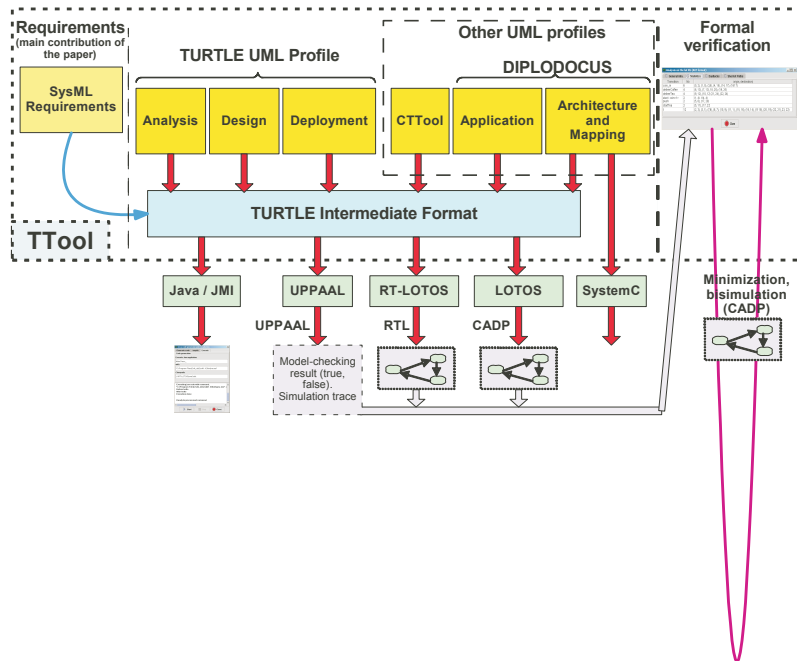 Requirements
(main contribution of
the paper)
SysML
Requirements
TURTLE UML Profile
Analysis
Design
Deployment
Other UML profiles
DIPLODOCUS
CTTool
Application
Architecture
and
Mapping
Formal
verification
TURTLE Intermediate Format
TTool
Java / JMI
UPPAAL
RT-LOTOS
LOTOS
SystemC
UPPAAL
RTL
CADP
Model-checking
result (true,
false).
Simulation trace
Minimization,
bisimulation
(CADP)